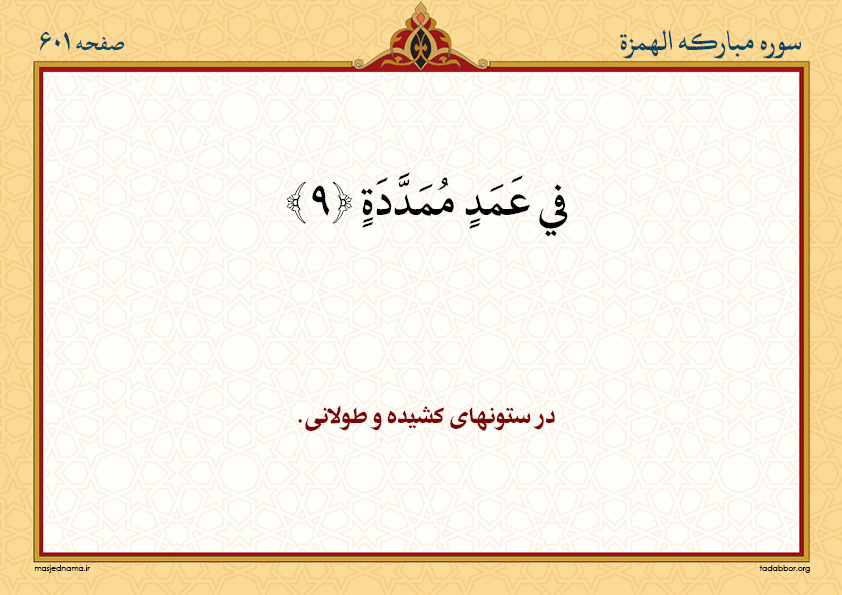 سوره مبارکه الهمزة
صفحه ۶۰۱
فِي عَمَدٍ مُمَدَّدَةٍ ﴿۹﴾
در ستونهای کشیده و طولانی.
masjednama.ir
tadabbor.org